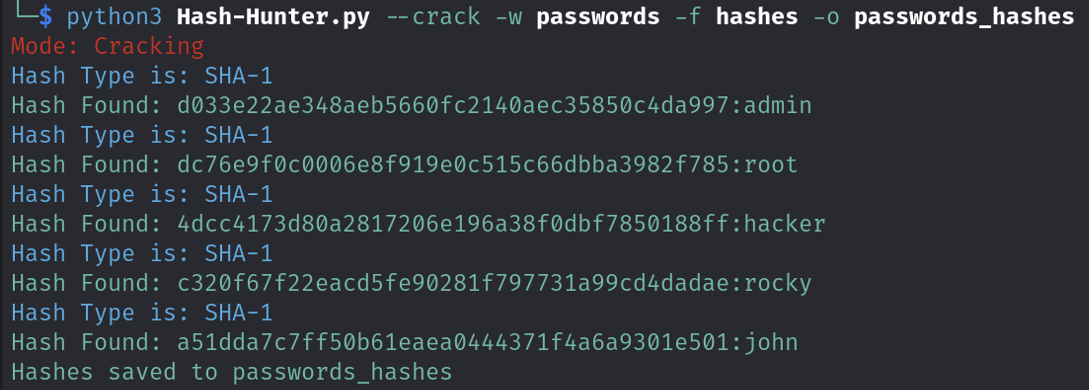 └─$ python3 Hash-Hunter.py --crack -w passwords -f hashes -o passwords_hashes
Mode: Cracking
Hash Type is: SHA-1
Hash Found: d033e22ae348aeb5660fc2140aec35850c4da997:admin
Hash Type is: SHA-1
Hash Found: dc76e9f0c0006e8f919e0c515c66dbba3982f785:root
Hash Type is: SHA-1
Hash Found: 4dcc4173d80a2817206e196a38f0dbf7850188ff:hacker
Hash Type is: SHA-1
Hash Found: c320f67f22eacd5fe90281f797731a99cd4dadae:rocky
Hash Type is: SHA-1
Hash Found: a51dda7c7ff50b61eaea0444371f4a6a9301e501:john
Hashes saved to passwords_hashes